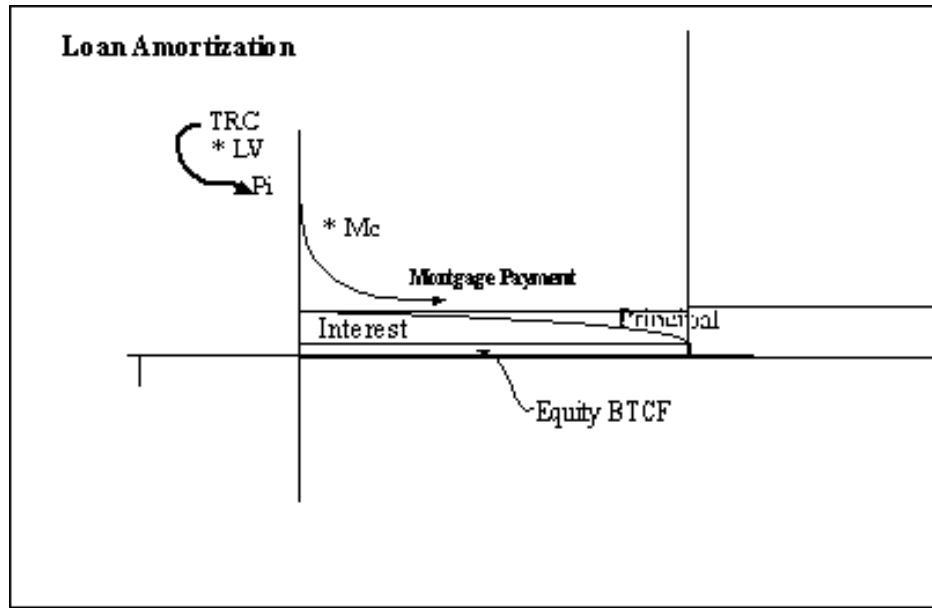 Loan Amortization
TRC
* LV
Pi
* Mc
Mortgage Payment
Principal
Interest
Equity BTCF